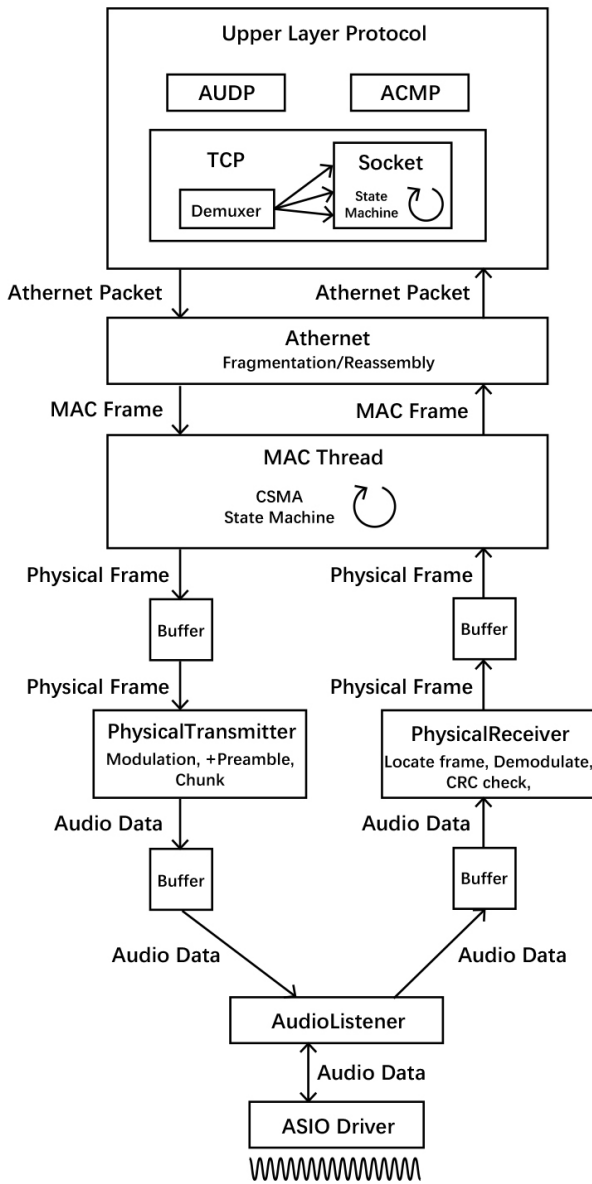 Upper Layer Protocol
AUDP
ACMP
TCP
Socket
Demuxer
State
Machine
Athernet Packet
Athernet Packet
Athernet
Fragmentation/Reassembly
MAC Frame
MAC Frame
MAC Thread
CSMA
State Machine
Physical Frame
Physical Frame
Buffer
Buffer
Physical Frame
Physical Frame
PhysicalTransmitter
Modulation, +Preamble,
Chunk
PhysicalReceiver
Locate frame, Demodulate,
CRC check,
Audio Data
Audio Data
Buffer
Buffer
Audio Data
Audio Data
AudioListener
Audio Data
ASIO Driver